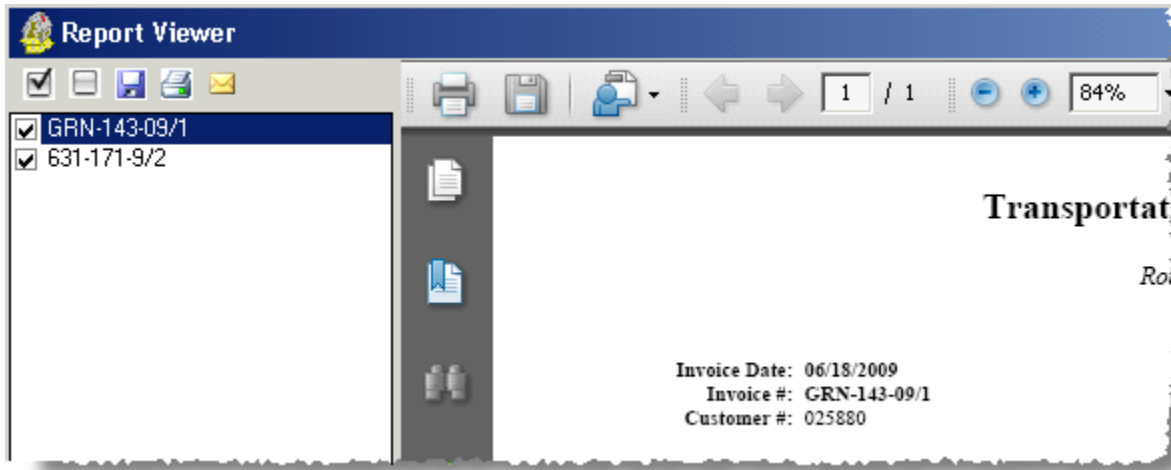 Report Viewer
1 / 1
84%
GRN-143-09/1
631-171-9/2
Invoice Date: 06/18/2009
Invoice #: GRN-143-09/1
Customer #: 025880